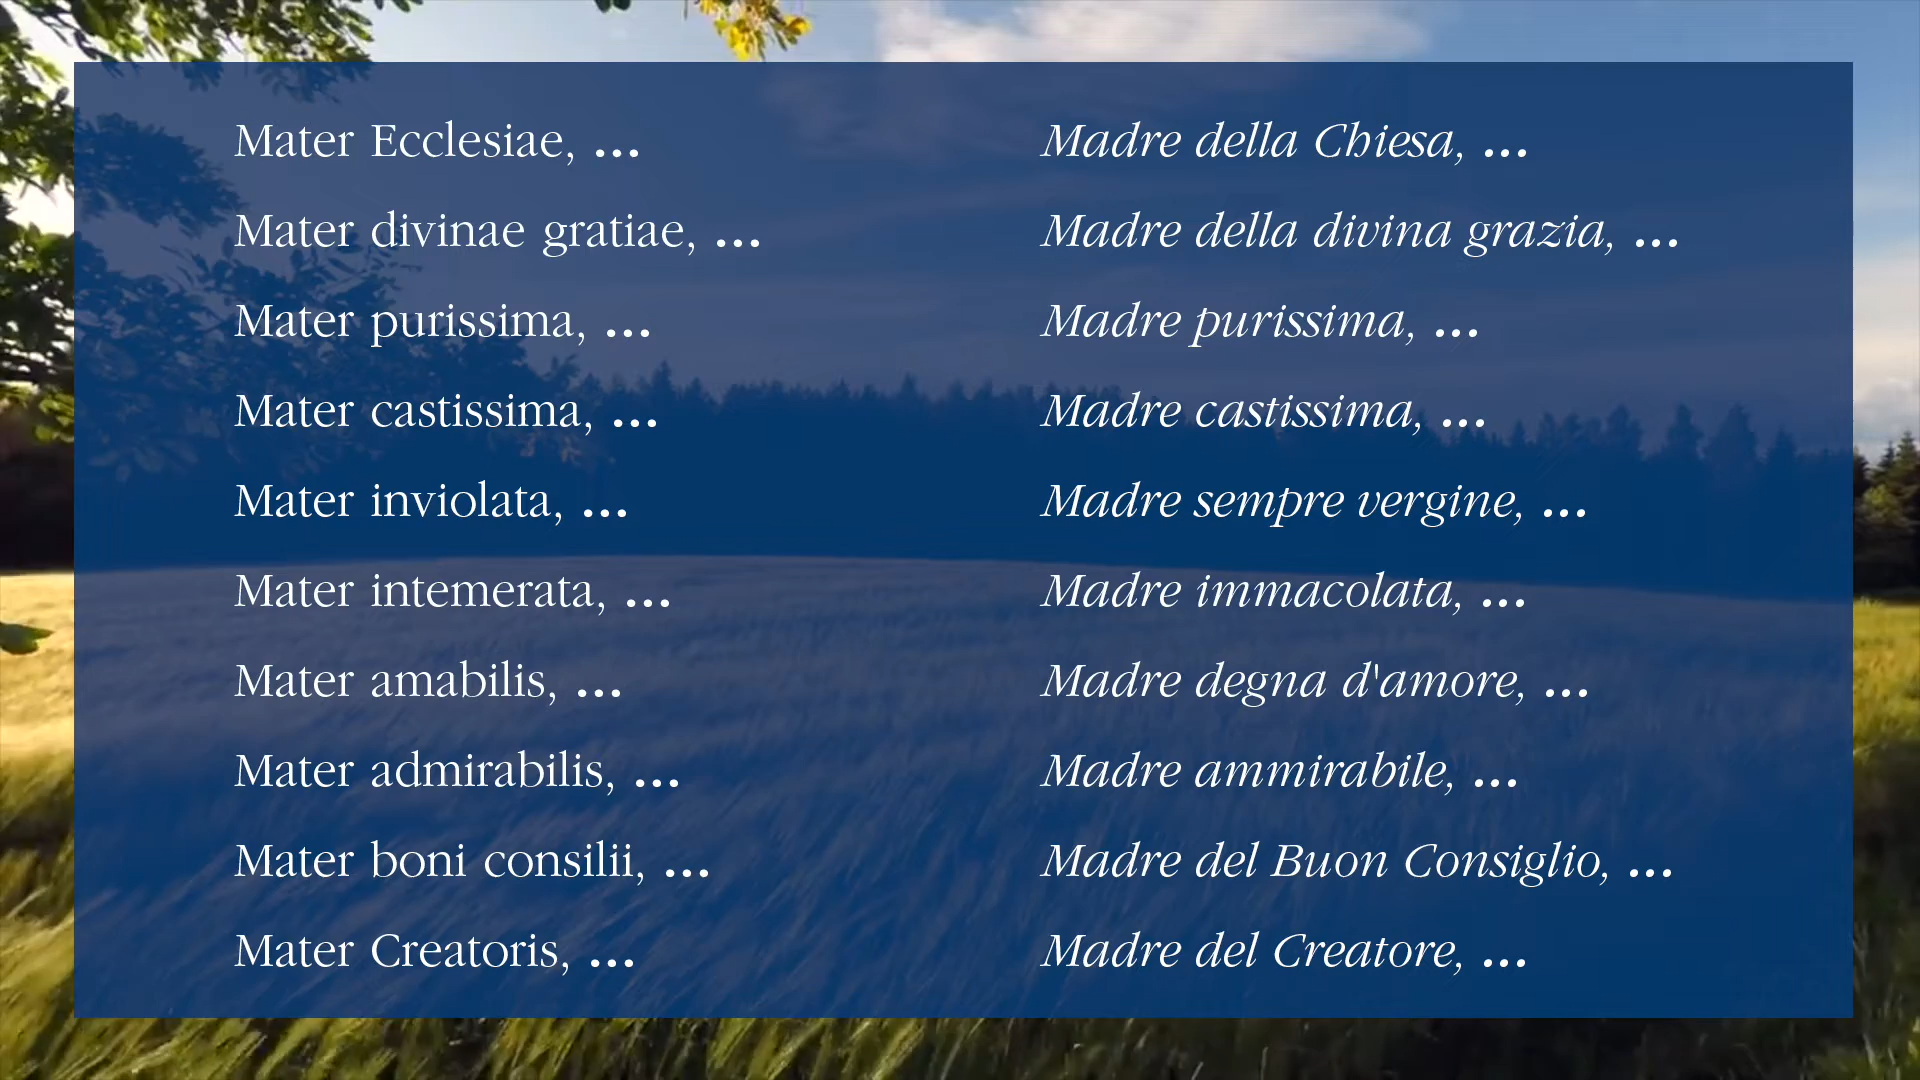 Mater Ecclesiae, ...
Madre della Chiesa, ...
Mater divinae gratiae, ...
Madre della divina grazia, ...
Mater purissima, ...
Madre purissima, ...
Mater castissima, ...
Madre castissima, ...
Mater inviolata, ...
Madre sempre vergine, ...
Mater intemerata, ...
Madre immacolata, ...
Mater amabilis, ...
Madre degna d'amore, ...
Mater admirabilis, ...
Madre ammirabile, ...
Mater boni consilii, ...
Madre del Buon Consiglio, ...
Mater Creatoris, ...
Madre del Creatore, ...